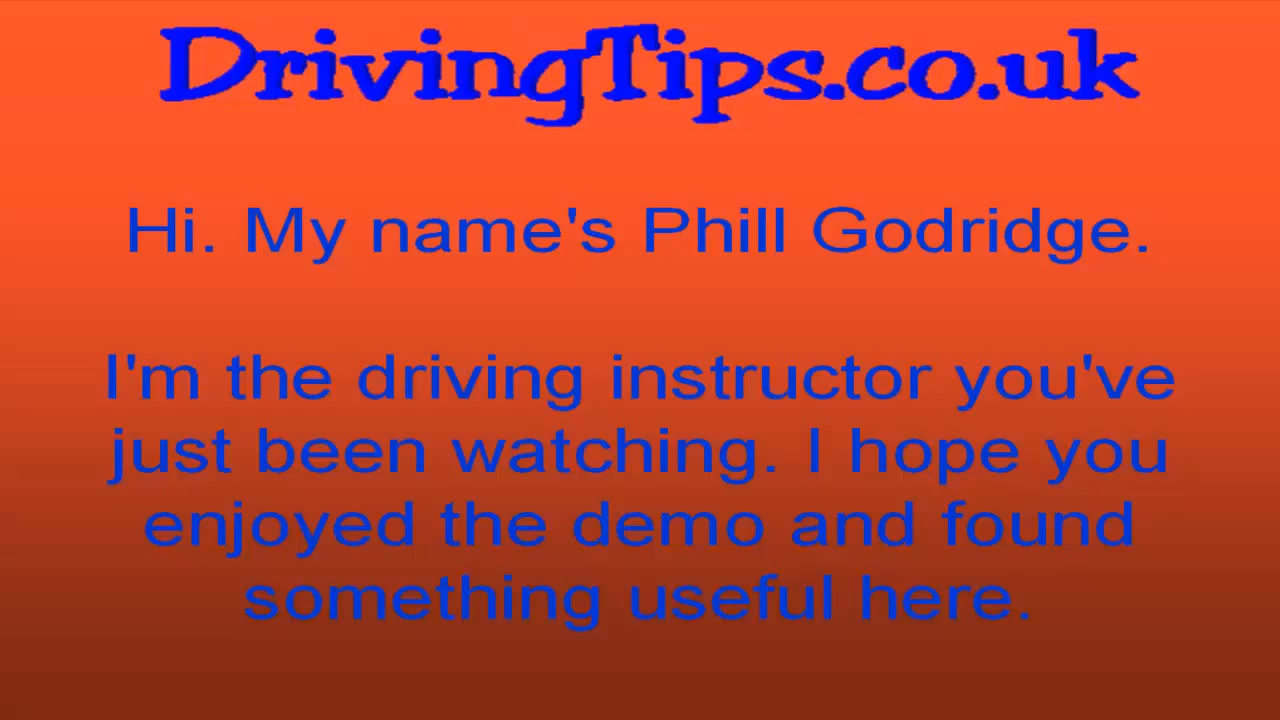 DrivingTips.co.uk
Hi. My name's Phill Godridge.
I'm the driving instructor you've
just been watching. I hope you
enjoyed the demo and found
something useful here.